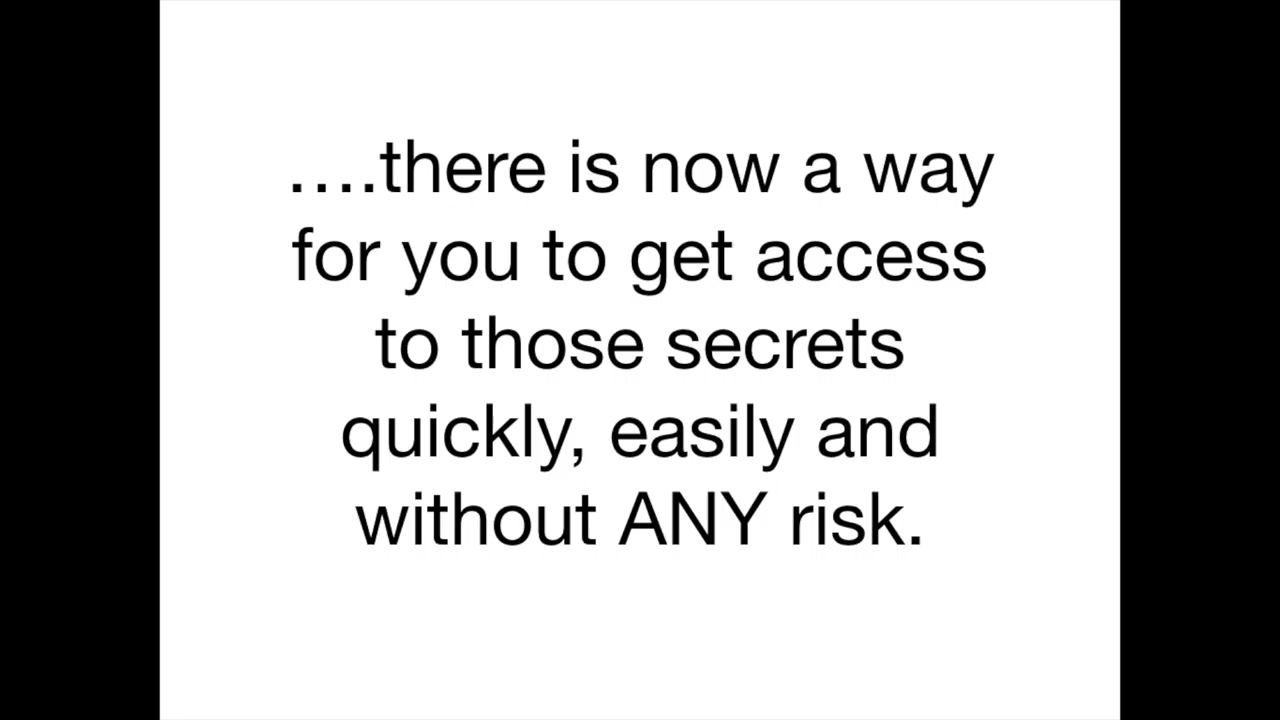 ....there is now a way
for you to get access
to those secrets
quickly, easily and
without ANY risk.